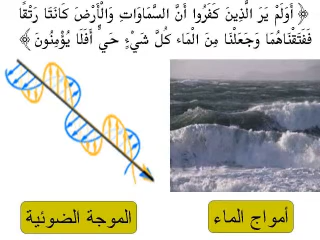 ﴿ أَوَلَمْ يَرَ الَّذِينَ كَفَرُوا أَنَّ السَّمَاوَاتِ وَالْأَرْضَ كَانَتَا رَتْقًا
فَفَتَقْنَاهُمَا وَجَعَلْنَا مِنَ الْمَاء كُلَّ شَيْءٍ حَيٍّ أَفَلَا يُؤْمِنُونَ ﴾
أمواج الماء
الموجة الضوئية